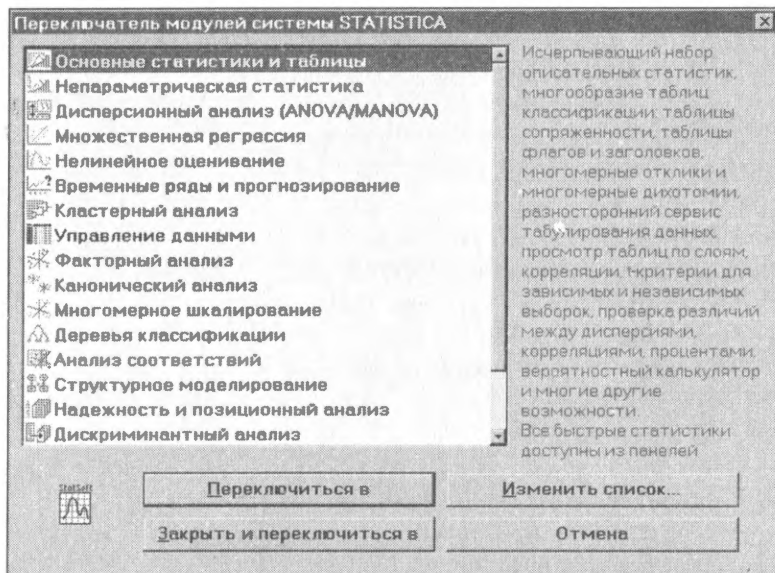 Переключатель модулей системы STATISTICA
Основные статистики и таблицы
Непараметрическая статистика
Дисперсионный анализ (ANOVA/MANOVA)
Множественная регрессия
Нелинейное оценивание
Временные ряды и прогнозирование
Кластерный анализ
Управление данными
Факторный анализ
Канонический анализ
Многомерное шкалирование
Деревья классификации
Анализ соответствий
Структурное моделирование
Надежность и позиционный анализ
Дискриминантный анализ
Исчерпывающий набор
описательных статистик,
многообразие таблиц
классификации: таблицы
сопряженности, таблицы
флагов и заголовков,
многомерные отклики и
многомерные дихотомии,
разносторонний сервис
табулирования данных,
просмотр таблиц по слоям,
корреляции, t-критерии для
зависимых и независимых
выборок, проверка различий
между дисперсиями,
корреляциями, процентами,
вероятностный калькулятор
и многие другие
возможности.
Все быстрые статистики
доступны из панелей
StatSoft
Переключиться в
Изменить список...
Закрыть и переключиться в
Отмена